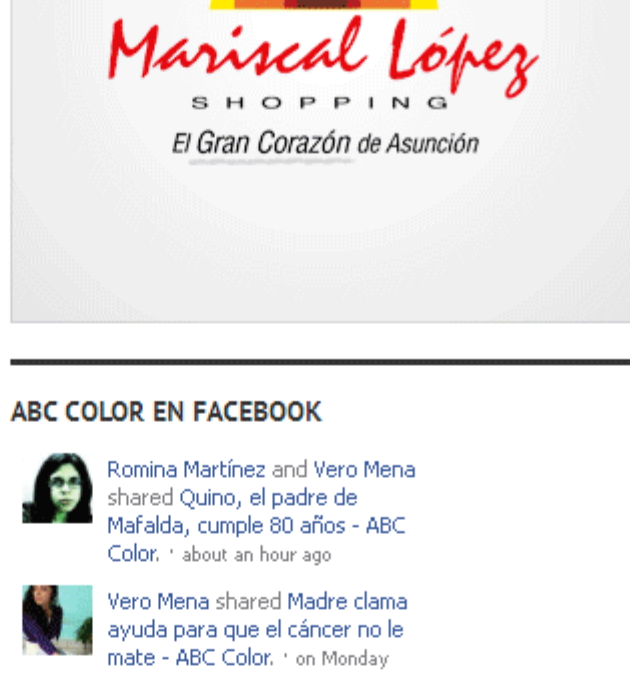 Mariscal López
SHOPPING
El Gran Corazón de Asunción
ABC COLOR EN FACEBOOK
Romina Martínez and Vero Mena
shared Quino, el padre de
Mafalda, cumple 80 años - ABC
Color. · about an hour ago
Vero Mena shared Madre clama
ayuda para que el cáncer no le
mate - ABC Color. · on Monday